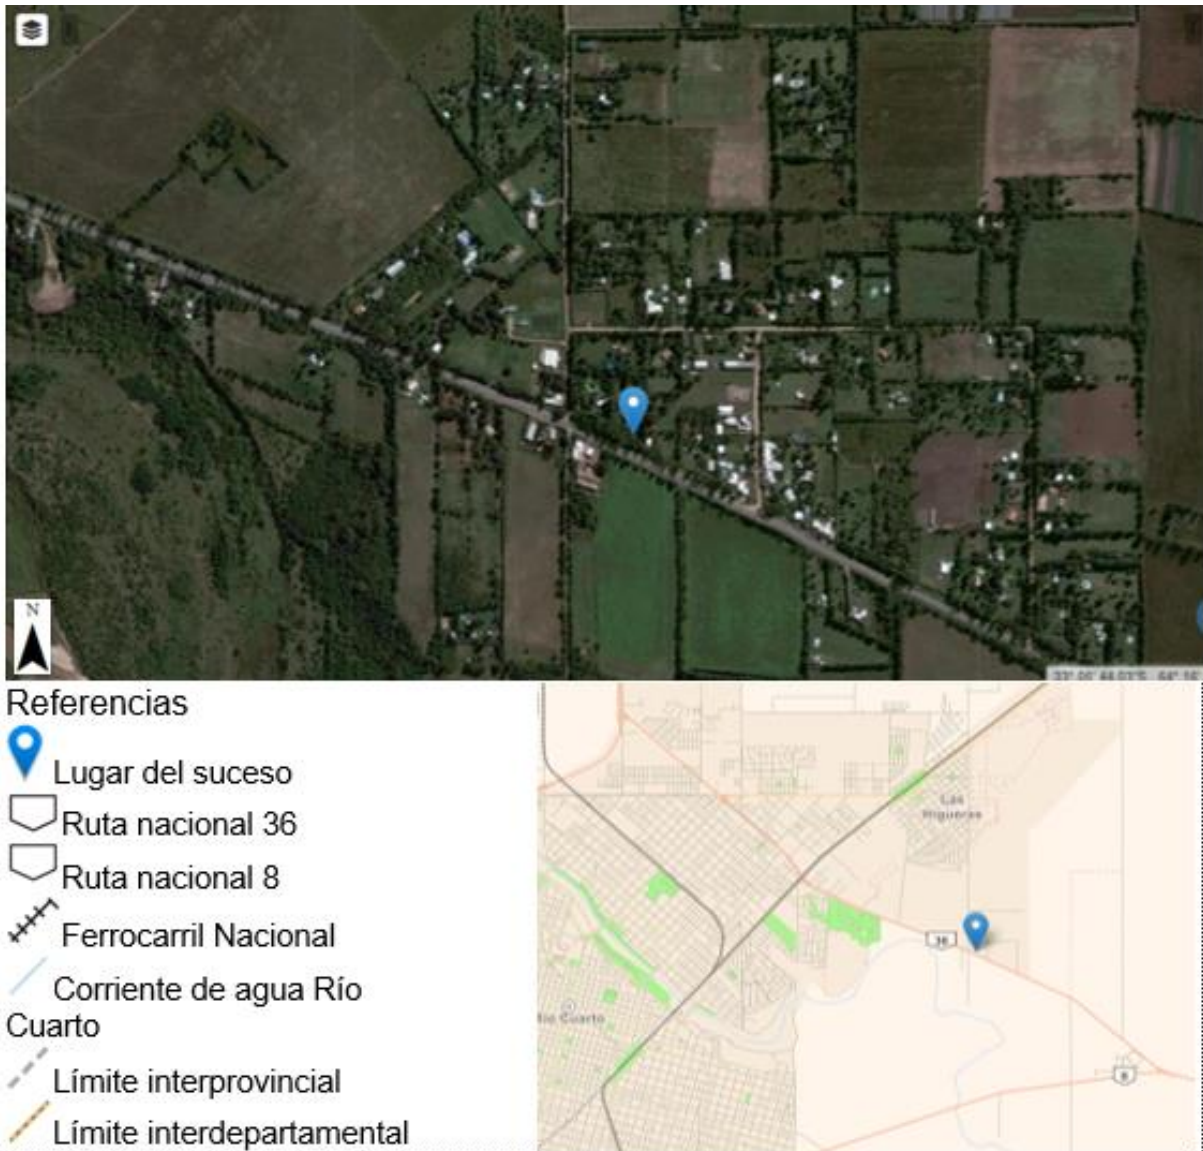 N
Referencias
Lugar del suceso
Ruta nacional 36
Ruta nacional 8
Ferrocarril Nacional
Corriente de agua Río
Cuarto
Límite interprovincial
Límite interdepartamental
Las
Higueras
36
Río Cuarto
8